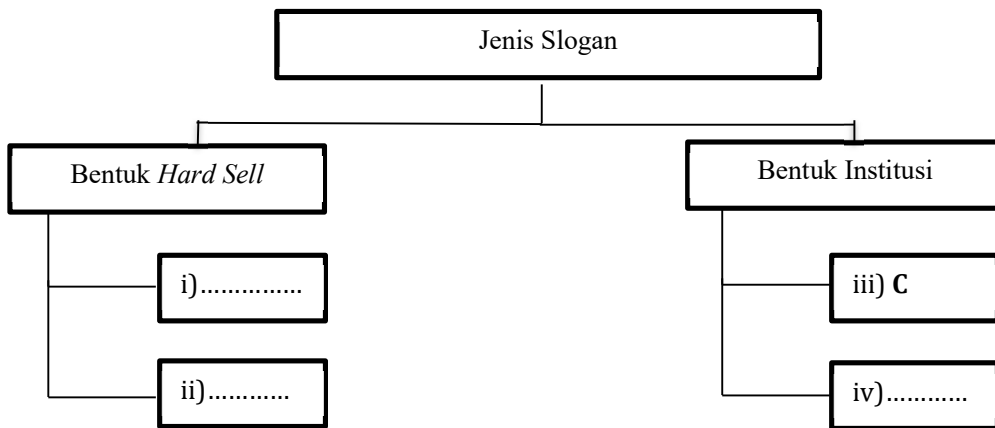 Jenis Slogan
Bentuk Hard Sell
Bentuk Institusi
i)……………
iii) C
ii)…………
iv)…………